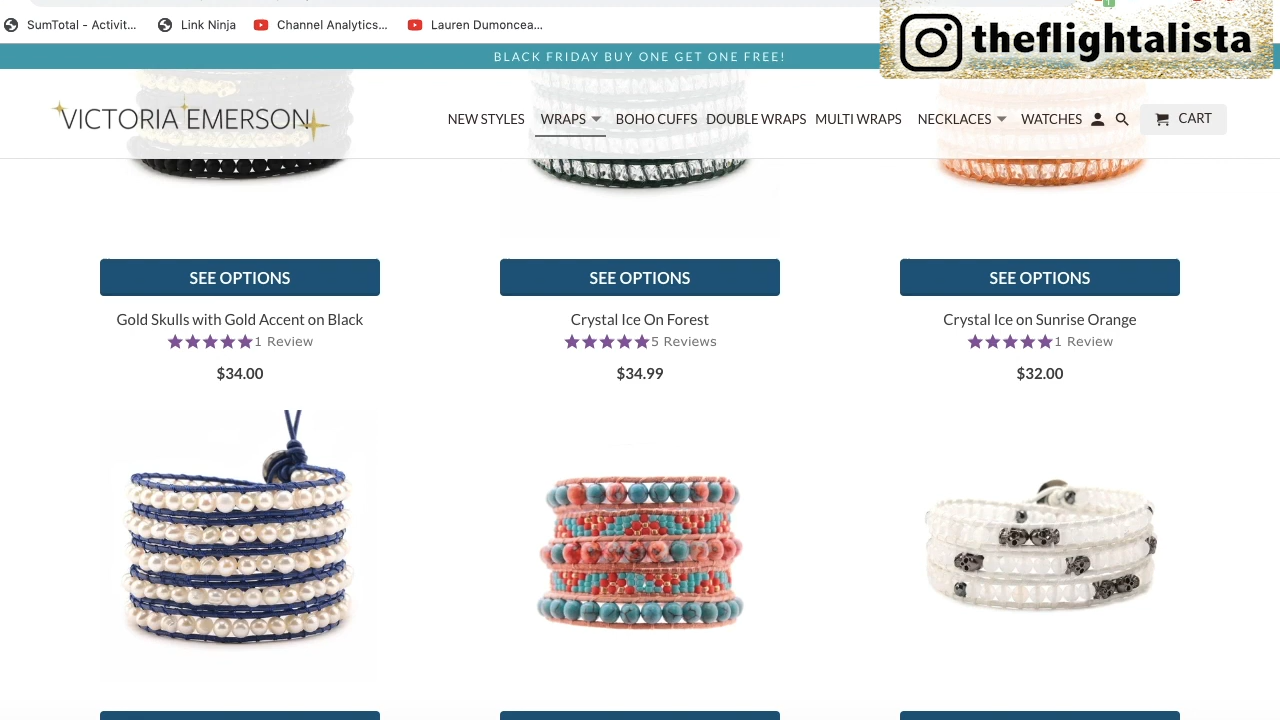 SumTotal - Activit...
Link Ninja
Channel Analytics...
Lauren Dumoncea...
theflightalista
BLACK FRIDAY BUY ONE GET ONE FREE!
VICTORIA EMERSON
NEW STYLES
WRAPS
BOHO CUFFS
DOUBLE WRAPS
MULTI WRAPS
NECKLACES
WATCHES
CART
SEE OPTIONS
SEE OPTIONS
SEE OPTIONS
Gold Skulls with Gold Accent on Black
Crystal Ice On Forest
Crystal Ice on Sunrise Orange
1 Review
5 Reviews
1 Review
$34.00
$34.99
$32.00